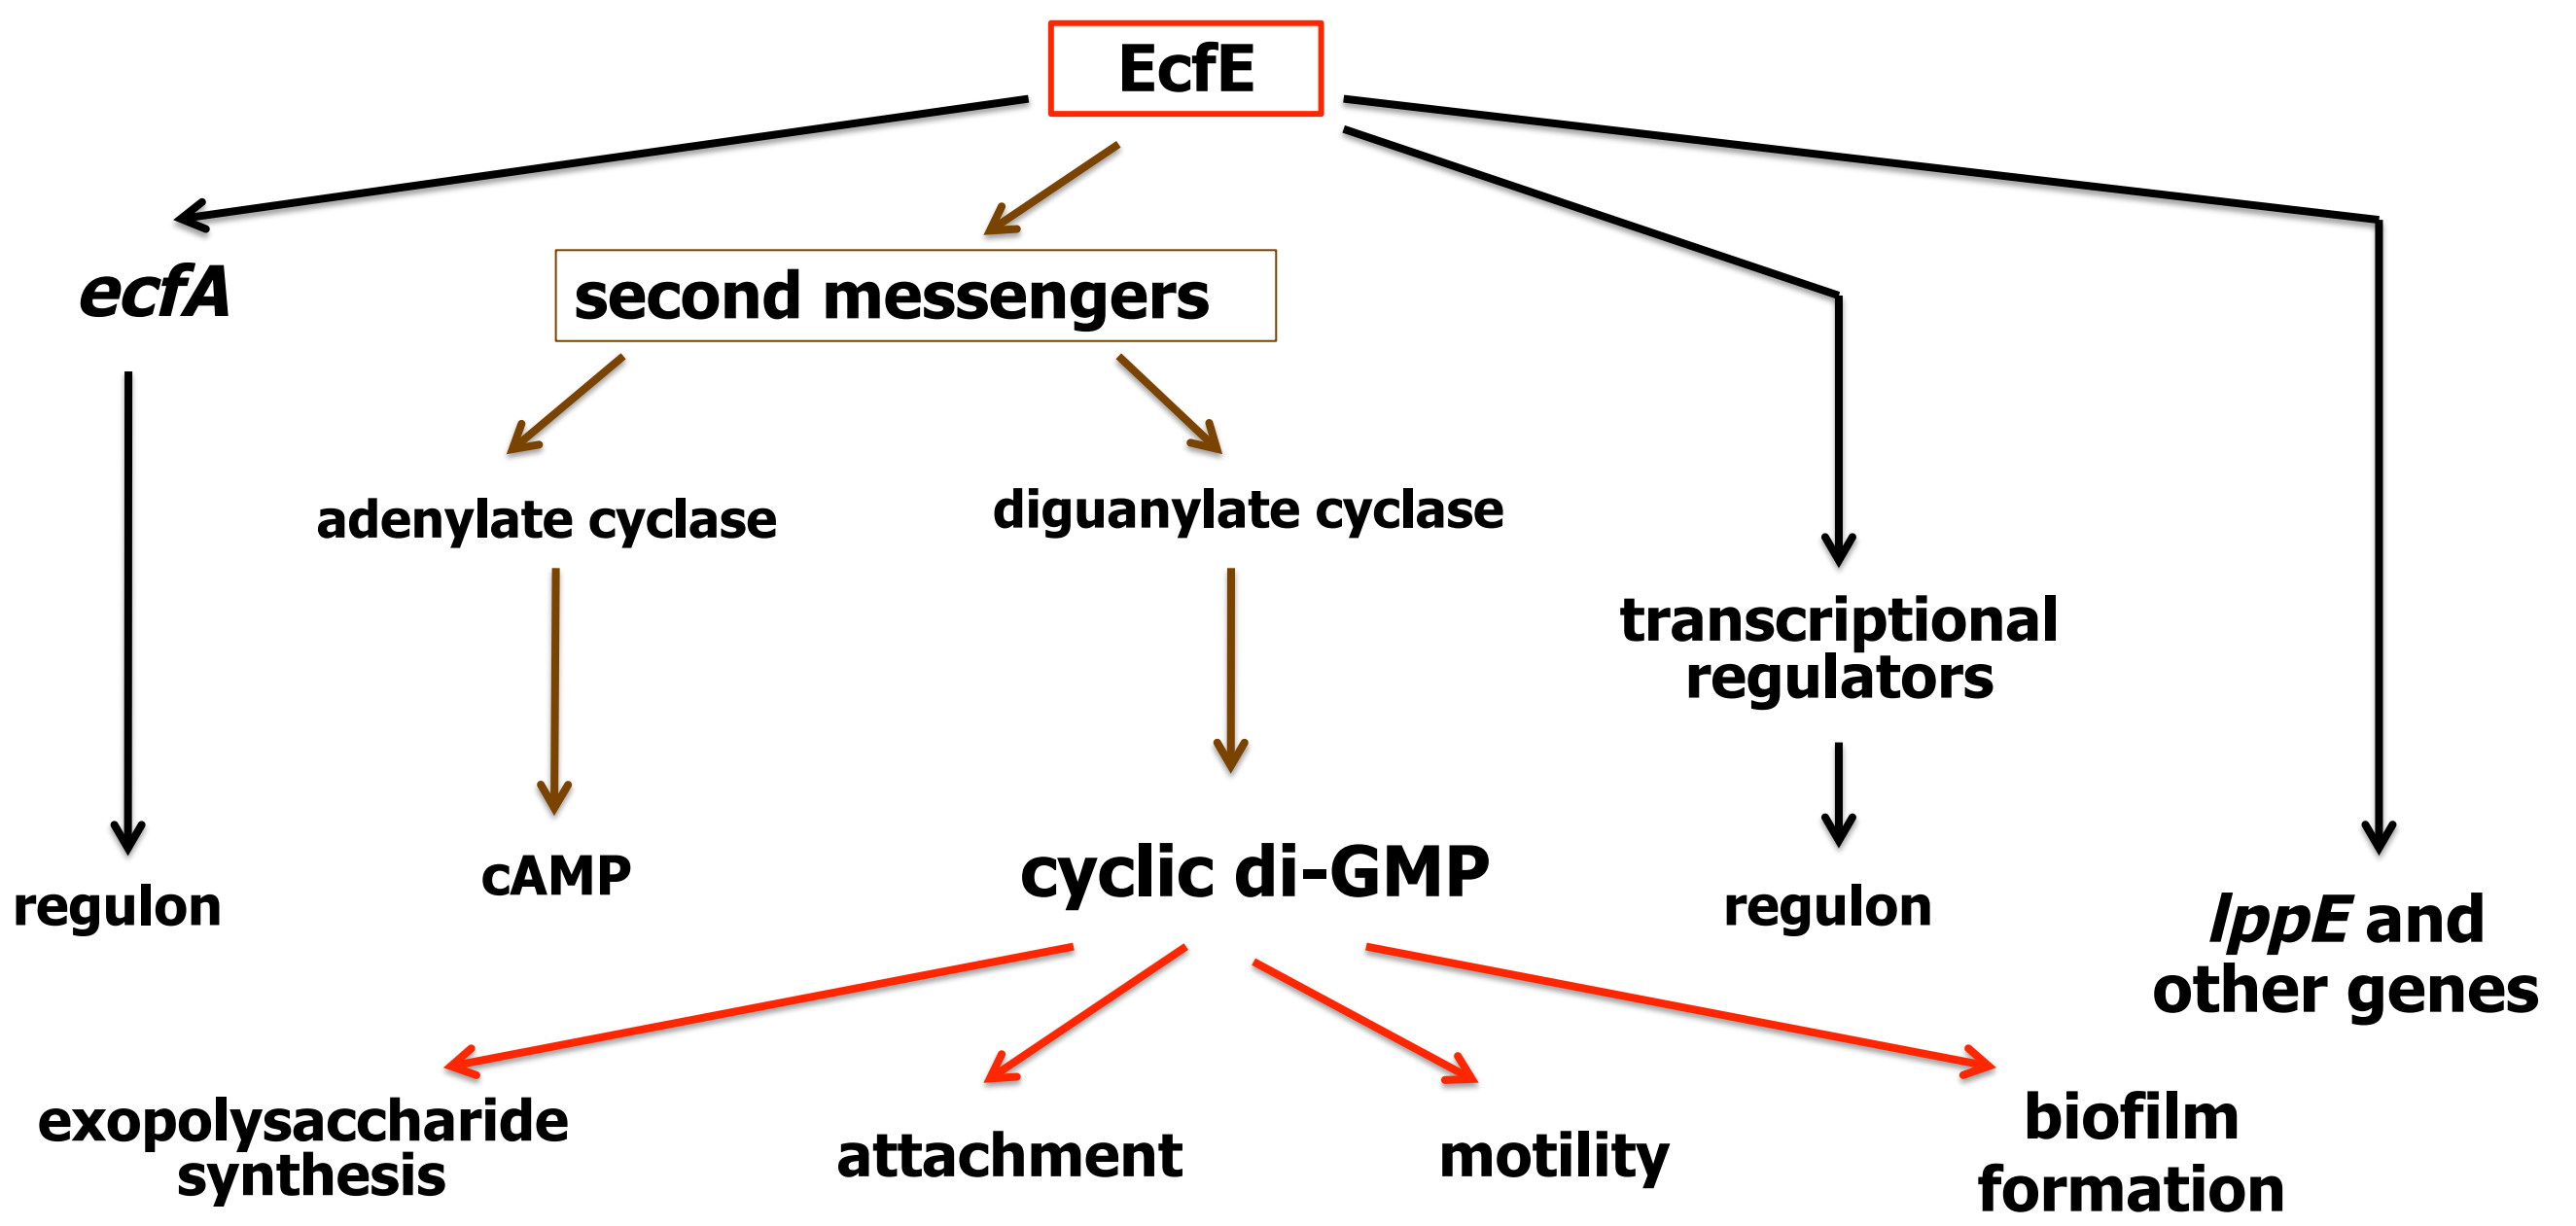 EcfE
ecfA
second messengers
adenylate cyclase
diguanylate cyclase
transcriptional
regulators
regulon
cAMP
cyclic di-GMP
regulon
lppE and
other genes
exopolysaccharide
synthesis
attachment
motility
biofilm
formation